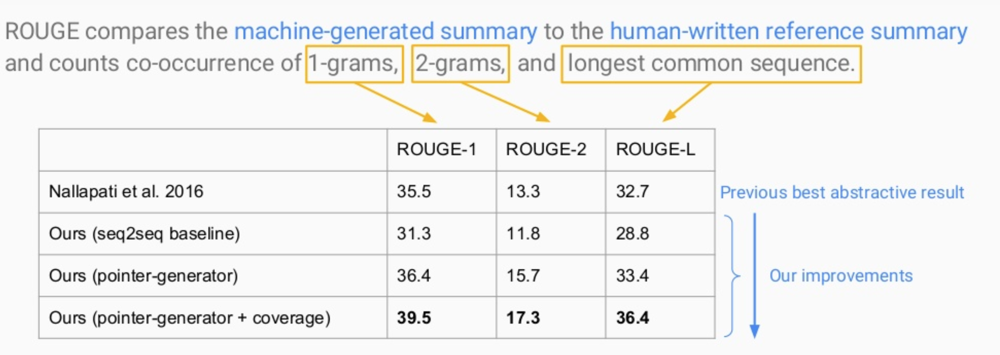 ROUGE compares the machine-generated summary to the human-written reference summary
and counts co-occurrence of 1-grams, 2-grams, and longest common sequence.
ROUGE-1 ROUGE-2 ROUGE-L
Nallapati et al. 2016 35.5 13.3 32.7 Previous best abstractive result
Ours (seq2seq baseline) 31.3 11.8 28.8
Ours (pointer-generator) 36.4 15.7 33.4 Our improvements
Ours (pointer-generator + coverage) 39.5 17.3 36.4